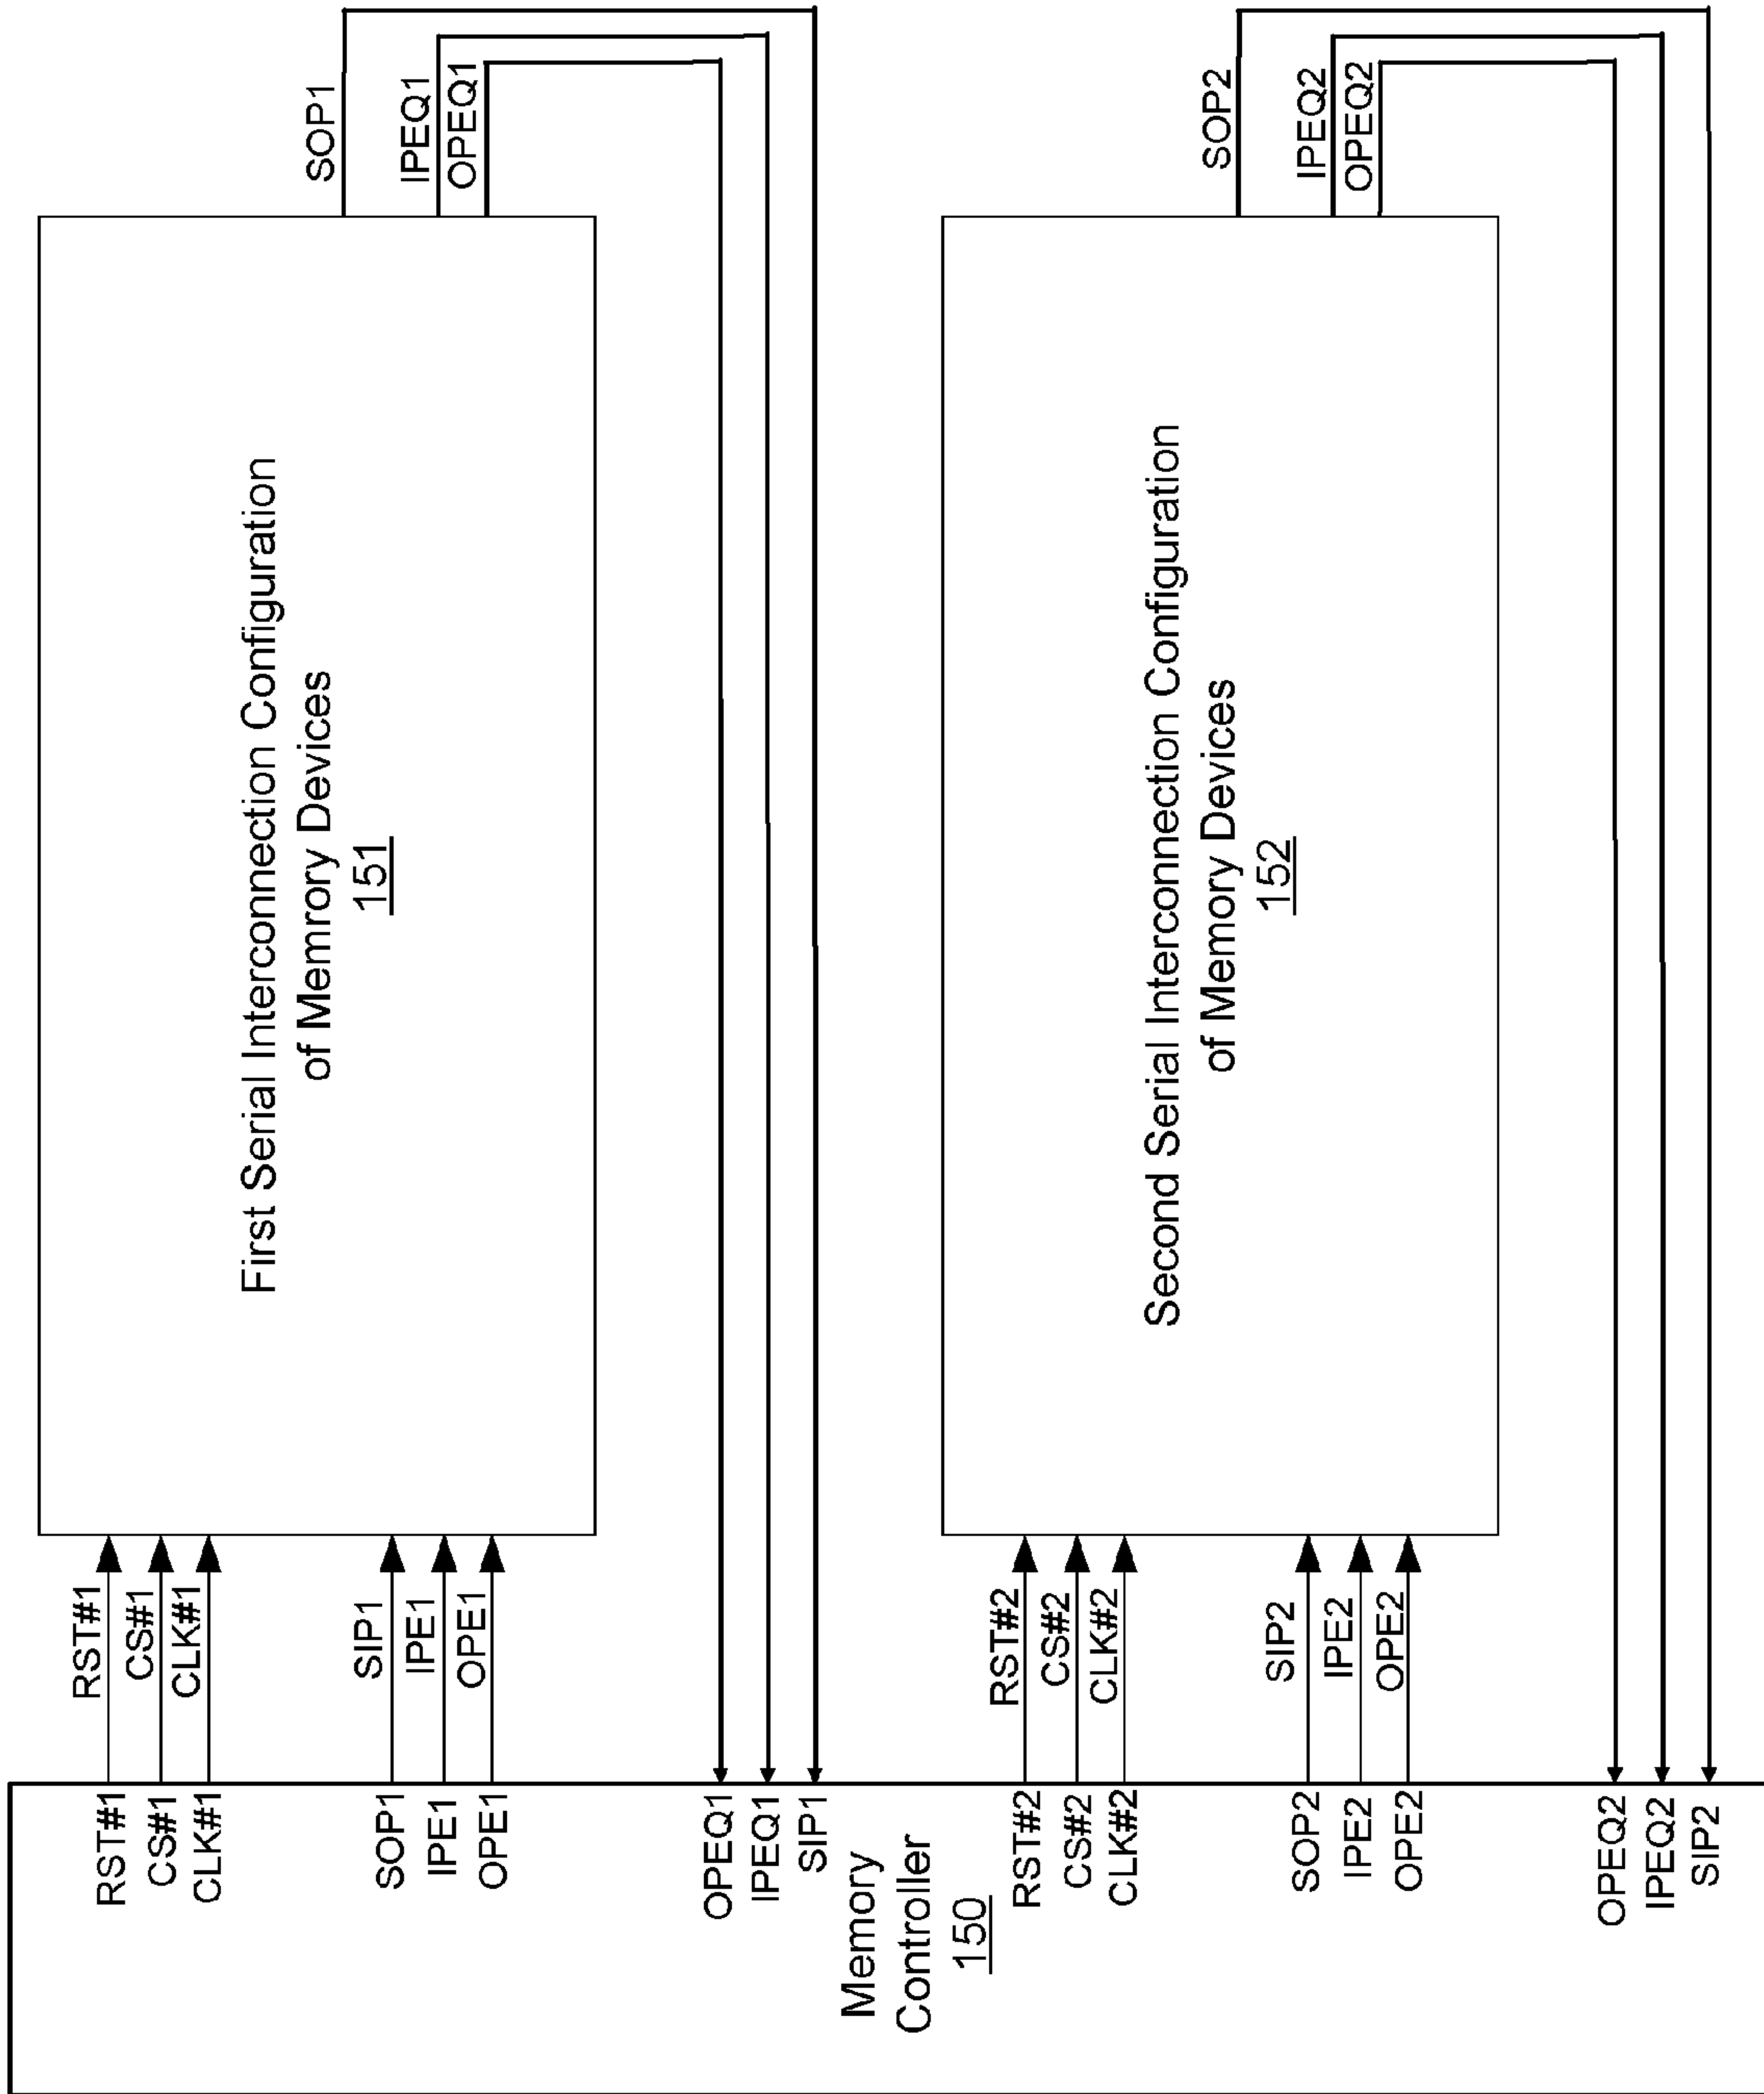 RST#1
CS#1
CLK#1
SOP1
IPE1
OPE1
OPEQ1
IPEQ1
SIP1
Memory
Controller
150
RST#2
CS#2
CLK#2
SOP2
IPE2
OPE2
OPEQ2
IPEQ2
SIP2
RST#1
CS#1
CLK#1
SIP1
IPE1
OPE1
First Serial Interconnection Configuration
of Memrory Devices
151
SOP1
IPEQ1
OPEQ1
RST#2
CS#2
CLK#2
SIP2
IPE2
OPE2
Second Serial Interconnection Configuration
of Memory Devices
152
SOP2
IPEQ2
OPEQ2